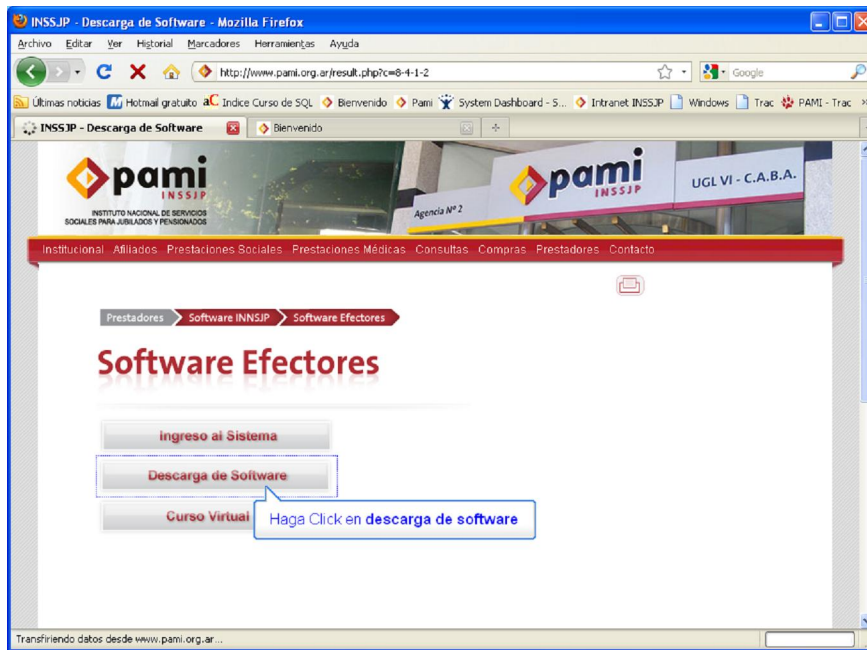 INSSJP - Descarga de Software - Mozilla Firefox
Archivo Editar Ver Historial Marcadores Herramientas Ayuda
http://www.pami.org.ar/result.php?c=8-4-1-2
Google
Últimas noticias Hotmail gratuito aC Indice Curso de SQL Bienvenido Pami System Dashboard - S... Intranet INSSJP Windows Trac PAMI - Trac »
INSSJP - Descarga de Software Bienvenido
pami
INSSJP
INSTITUTO NACIONAL DE SERVICIOS
SOCIALES PARA JUBILADOS Y PENSIONADOS
Agencia Nº 2
pami
INSSJP
UGL VI - C.A.B.A.
Institucional Afiliados Prestaciones Sociales Prestaciones Médicas Consultas Compras Prestadores Contacto
Prestadores Software INNSJP Software Efectores
Software Efectores
Ingreso al Sistema
Descarga de Software
Curso Virtual
Haga Click en descarga de software
Transfiriendo datos desde www.pami.org.ar...